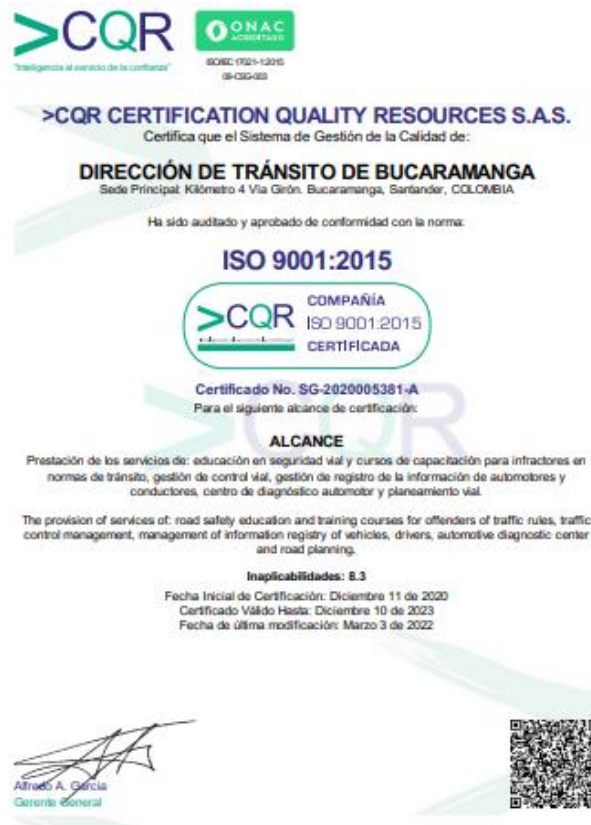 >CQR
"Inteligencia al servicio de la confianza"
ONAC
ACREDITADO
ISO/IEC 17021-1:2015
09-CSG-003
>CQR CERTIFICATION QUALITY RESOURCES S.A.S.
Certifica que el Sistema de Gestión de la Calidad de:
DIRECCIÓN DE TRÁNSITO DE BUCARAMANGA
Sede Principal: Kilómetro 4 Via Girón. Bucaramanga, Santander, COLOMBIA
Ha sido auditado y aprobado de conformidad con la norma:
ISO 9001:2015
>CQR
COMPAÑÍA
ISO 9001:2015
CERTIFICADA
Certificado No. SG-2020005381-A
Para el siguiente alcance de certificación:
ALCANCE
Prestación de los servicios de: educación en seguridad vial y cursos de capacitación para infractores en
normas de tránsito, gestión de control vial, gestión de registro de la información de automotores y
conductores, centro de diagnóstico automotor y planeamiento vial.
The provision of services of: road safety education and training courses for offenders of traffic rules, traffic
control management, management of information registry of vehicles, drivers, automotive diagnostic center
and road planning.
Inaplicabilidades: 8.3
Fecha Inicial de Certificación: Diciembre 11 de 2020
Certificado Válido Hasta: Diciembre 10 de 2023
Fecha de última modificación: Marzo 3 de 2022
Alfredo A. García
Gerente General